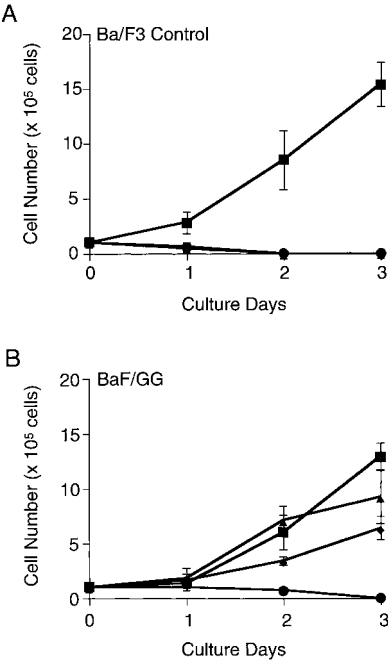 A
Ba/F3 Control
Cell Number (x 10⁵ cells)
20
15
10
5
0
0 1 2 3
Culture Days
B
BaF/GG
Cell Number (x 10⁵ cells)
20
15
10
5
0
0 1 2 3
Culture Days